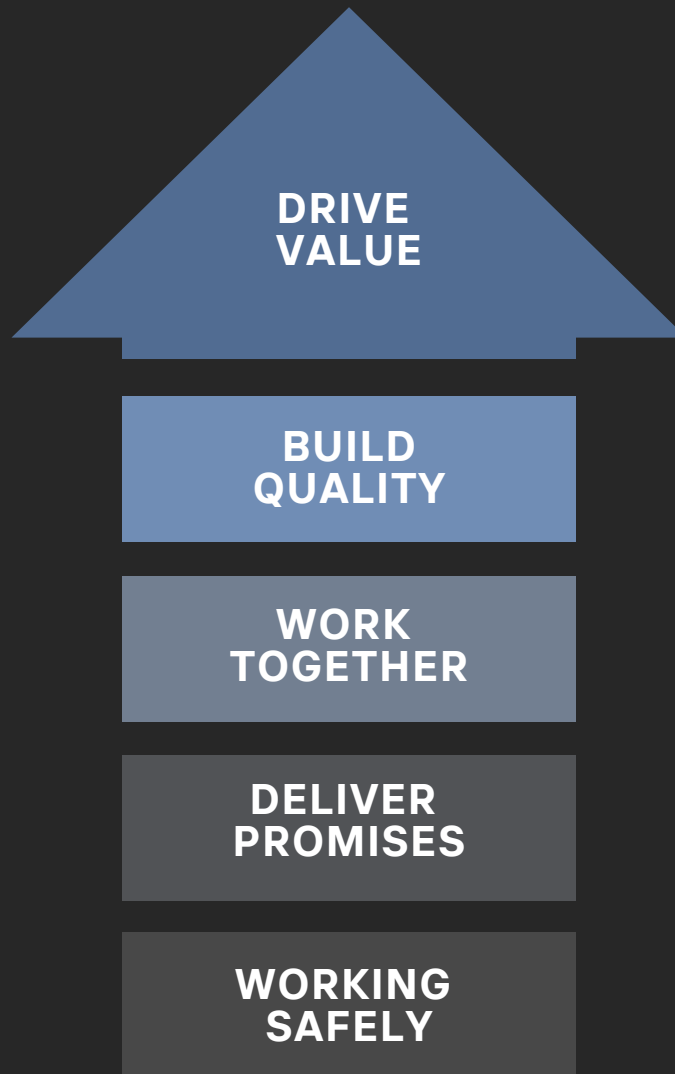 DRIVE
VALUE
BUILD
QUALITY
WORK
TOGETHER
DELIVER
PROMISES
WORKING
SAFELY